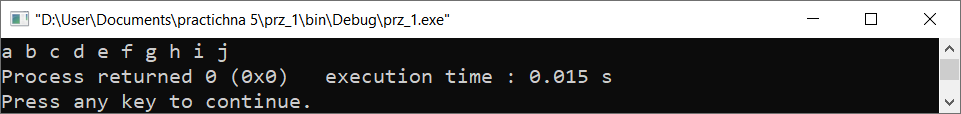 "D:\User\Documents\practichna 5\prz_1\bin\Debug\prz_1.exe"
a b c d e f g h i j
Process returned 0 (0x0)   execution time : 0.015 s
Press any key to continue.